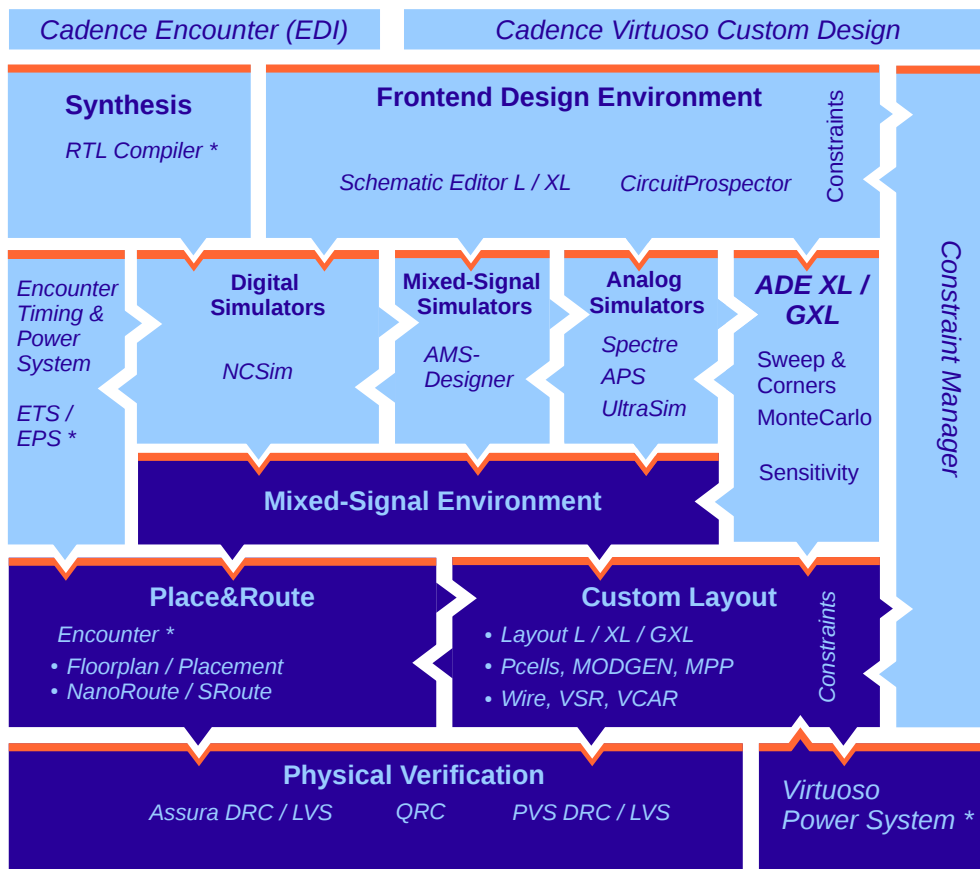 Cadence Encounter (EDI)
Cadence Virtuoso Custom Design
Synthesis
RTL Compiler *
Frontend Design Environment
Schematic Editor L / XL
CircuitProspector
Constraints
Constraint Manager
Encounter
Timing &
Power
System
ETS /
EPS *
Digital
Simulators
NCSim
Mixed-Signal
Simulators
AMS-
Designer
Analog
Simulators
Spectre
APS
UltraSim
ADE XL /
GXL
Sweep &
Corners
MonteCarlo
Sensitivity
Mixed-Signal Environment
Place&Route
Encounter *
• Floorplan / Placement
• NanoRoute / SRoute
Custom Layout
• Layout L / XL / GXL
• Pcells, MODGEN, MPP
• Wire, VSR, VCAR
Constraints
Physical Verification
Assura DRC / LVS
QRC
PVS DRC / LVS
Virtuoso
Power System *